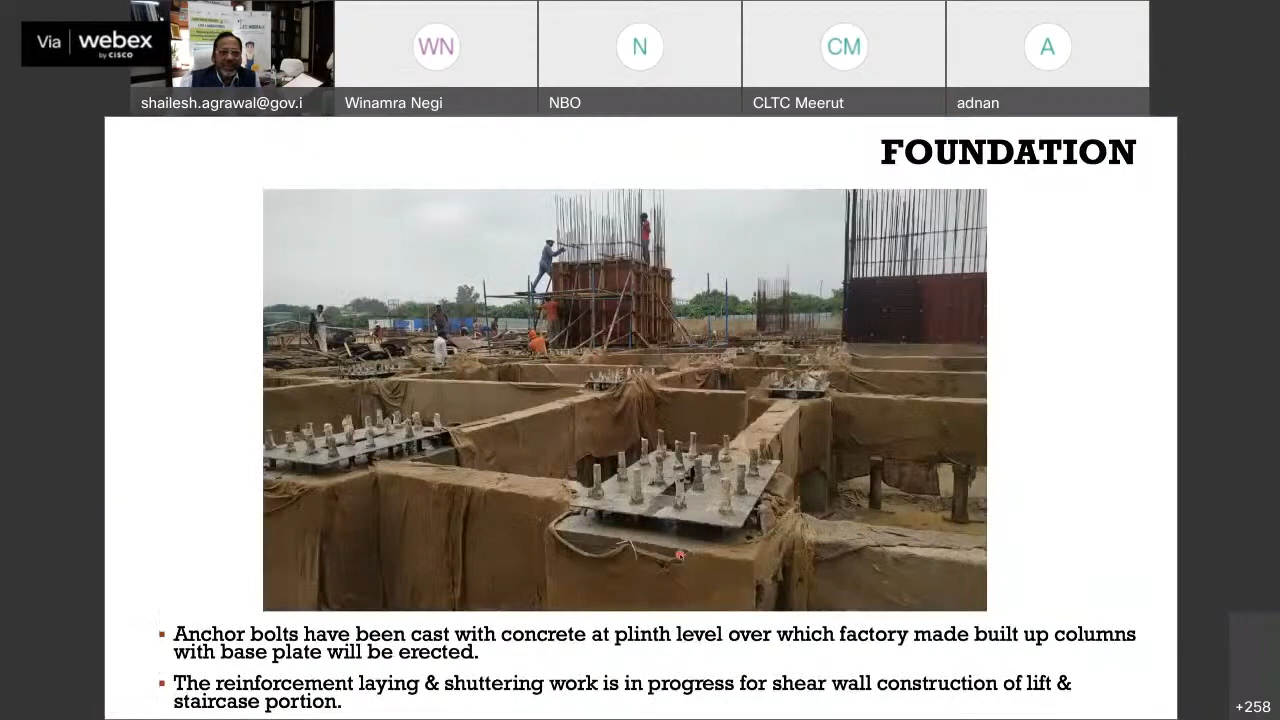 Via webex
by CISCO
WN
N
CM
A
shailesh.agrawal@gov.i
Winamra Negi
NBO
CLTC Meerut
adnan
FOUNDATION
Anchor bolts have been cast with concrete at plinth level over which factory made built up columns
with base plate will be erected.
The reinforcement laying & shuttering work is in progress for shear wall construction of lift &
staircase portion.
+258